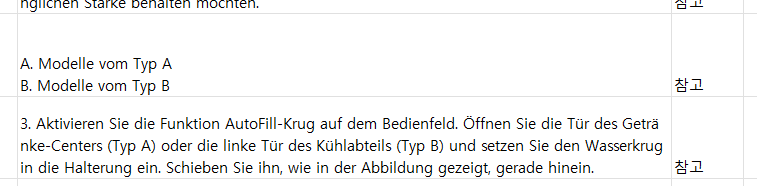 nglichen Stärke behalten möchten.
참고
A. Modelle vom Typ A
B. Modelle vom Typ B
참고
3. Aktivieren Sie die Funktion AutoFill-Krug auf dem Bedienfeld. Öffnen Sie die Tür des Geträ
nke-Centers (Typ A) oder die linke Tür des Kühlabteils (Typ B) und setzen Sie den Wasserkrug
in die Halterung ein. Schieben Sie ihn, wie in der Abbildung gezeigt, gerade hinein.
참고